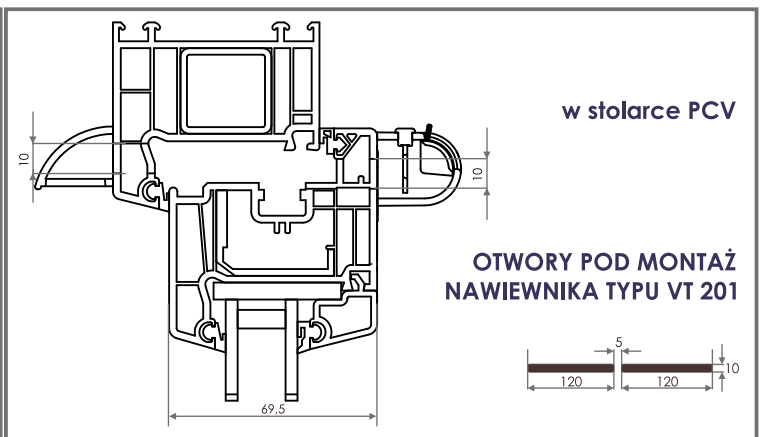 w stolarce PCV
10
10
OTWORY POD MONTAŻ
NAWIEWNIKA TYPU VT 201
5
10
120
120
69,5